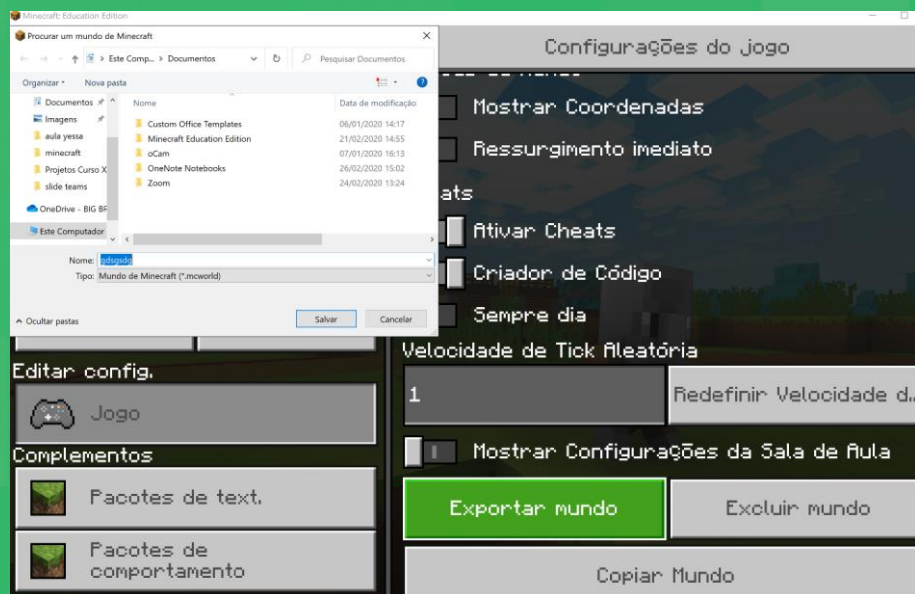 Minecraft: Education Edition
Procurar um mundo de Minecraft
Este Comp... > Documentos
Pesquisar Documentos
Organizar
Nova pasta
Documentos
Imagens
aula yessa
minecraft
Projetos Curso X
slide teams
OneDrive - BIG BR
Este Computador
Nome
Data de modificação
Custom Office Templates
06/01/2020 14:17
Minecraft Education Edition
21/02/2020 14:55
oCam
07/01/2020 16:13
OneNote Notebooks
26/02/2020 15:02
Zoom
24/02/2020 13:24
Nome: gdsgsdg
Tipo: Mundo de Minecraft (*.mcworld)
Ocultar pastas
Salvar
Cancelar
Editar config.
Jogo
Complementos
Pacotes de text.
Pacotes de
comportamento
Configurações do jogo
Mostrar Coordenadas
Ressurgimento imediato
ats
Ativar Cheats
Criador de Código
Sempre dia
Velocidade de Tick Aleatória
1
Redefinir Velocidade d..
Mostrar Configurações da Sala de Aula
Exportar mundo
Excluir mundo
Copiar Mundo